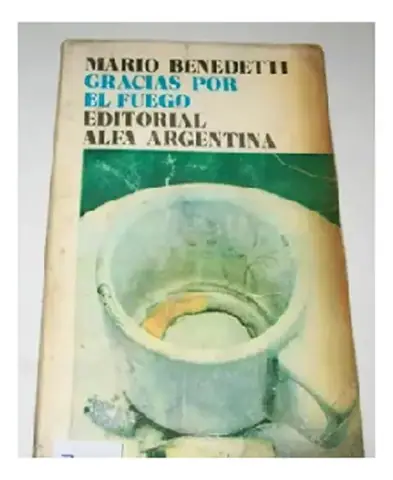 MARIO BENEDETTI
GRACIAS POR
EL FUEGO
EDITORIAL
ALFA ARGENTINA